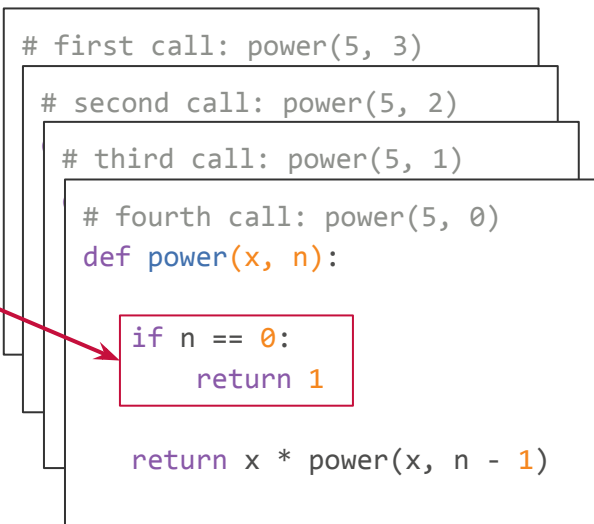 # first call: power(5, 3)
# second call: power(5, 2)
# third call: power(5, 1)
# fourth call: power(5, 0)
def power(x, n):
if n == 0:
return 1
return x * power(x, n - 1)